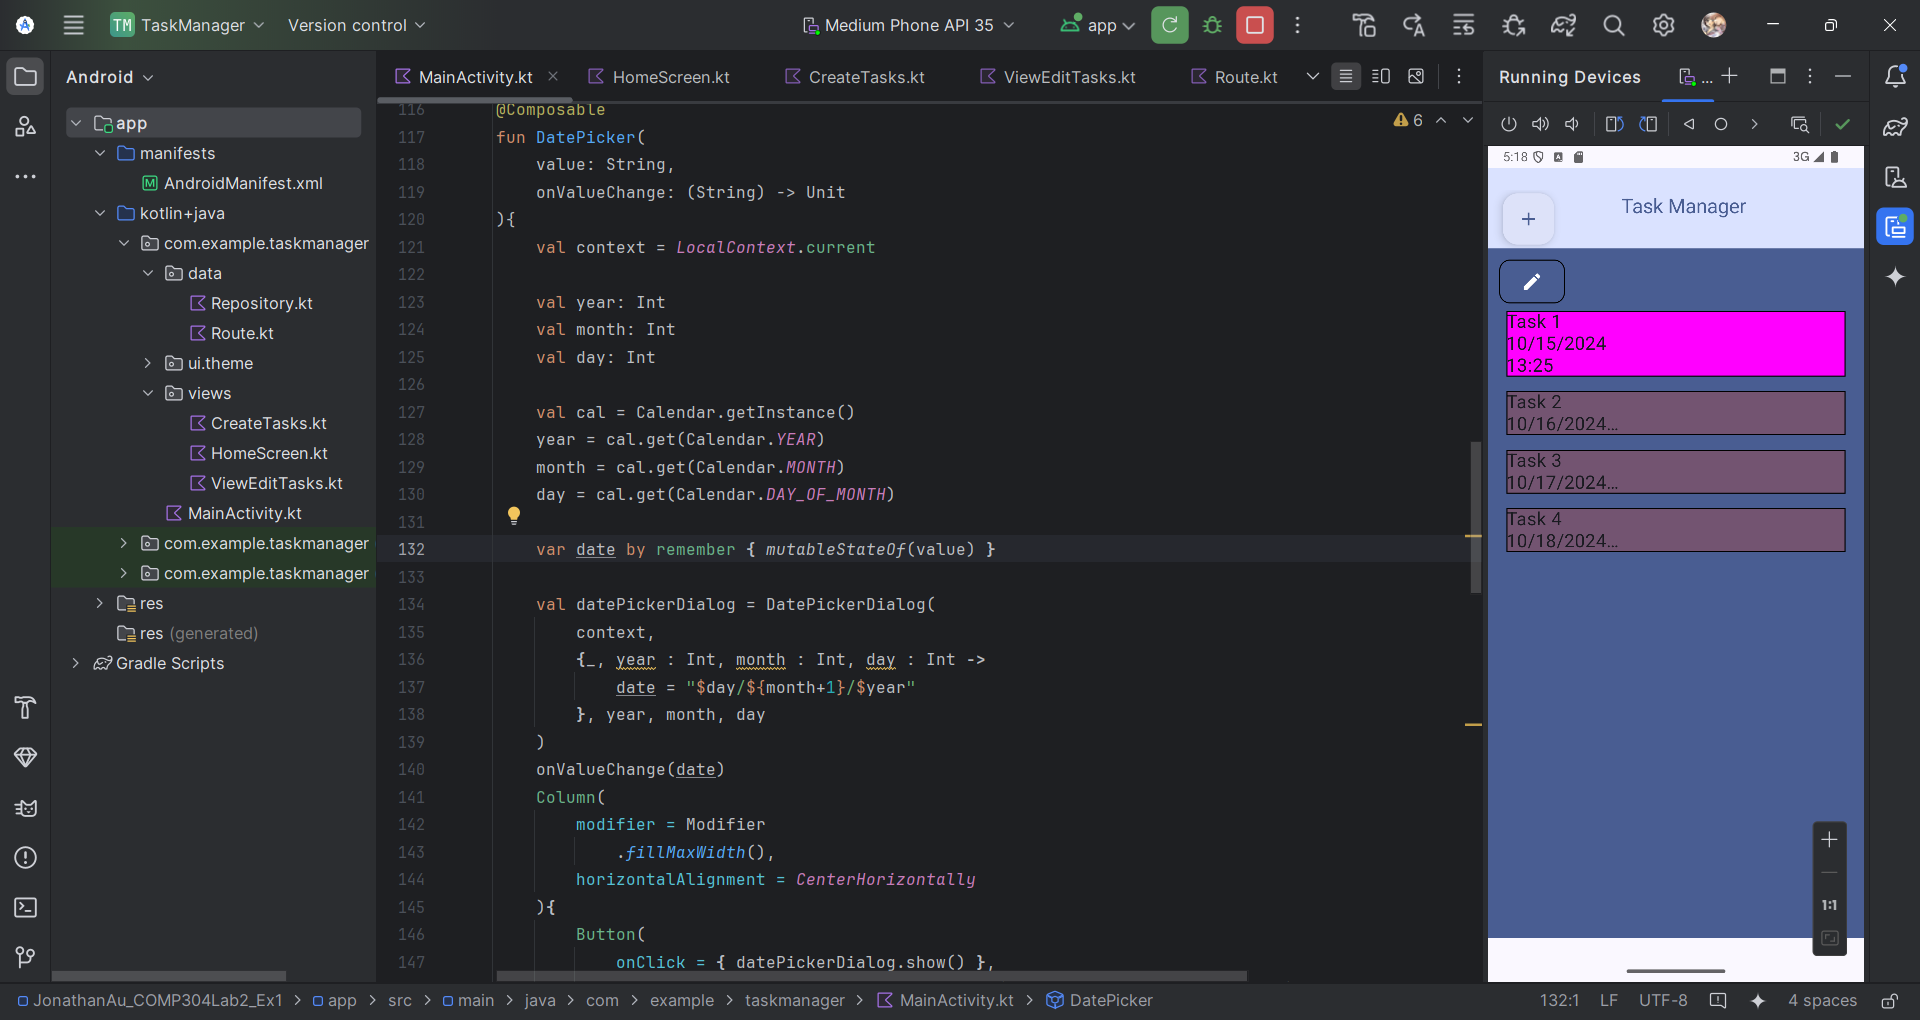 TM TaskManager Version control Medium Phone API 35 app
Android
app
manifests
AndroidManifest.xml
kotlin+java
com.example.taskmanager
data
Repository.kt
Route.kt
ui.theme
views
CreateTasks.kt
HomeScreen.kt
ViewEditTasks.kt
MainActivity.kt
com.example.taskmanager
com.example.taskmanager
res
res (generated)
Gradle Scripts
MainActivity.kt HomeScreen.kt CreateTasks.kt ViewEditTasks.kt Route.kt
6
116 @Composable
117 fun DatePicker(
118 value: String,
119 onValueChange: (String) -> Unit
120 ){
121 val context = LocalContext.current
122
123 val year: Int
124 val month: Int
125 val day: Int
126
127 val cal = Calendar.getInstance()
128 year = cal.get(Calendar.YEAR)
129 month = cal.get(Calendar.MONTH)
130 day = cal.get(Calendar.DAY_OF_MONTH)
131
132 var date by remember { mutableStateOf(value) }
133
134 val datePickerDialog = DatePickerDialog(
135 context,
136 {_, year : Int, month : Int, day : Int ->
137 date = "$day/${month+1}/$year"
138 }, year, month, day
139 )
140 onValueChange(date)
141 Column(
142 modifier = Modifier
143 .fillMaxWidth(),
144 horizontalAlignment = CenterHorizontally
145 ){
146 Button(
147 onClick = { datePickerDialog.show() },
Running Devices ...
5:18 A 3G
+ Task Manager
Task 1
10/15/2024
13:25
Task 2
10/16/2024...
Task 3
10/17/2024...
Task 4
10/18/2024...
1:1
JonathanAu_COMP304Lab2_Ex1 > app > src > main > java > com > example > taskmanager > MainActivity.kt > DatePicker
132:1 LF UTF-8 4 spaces